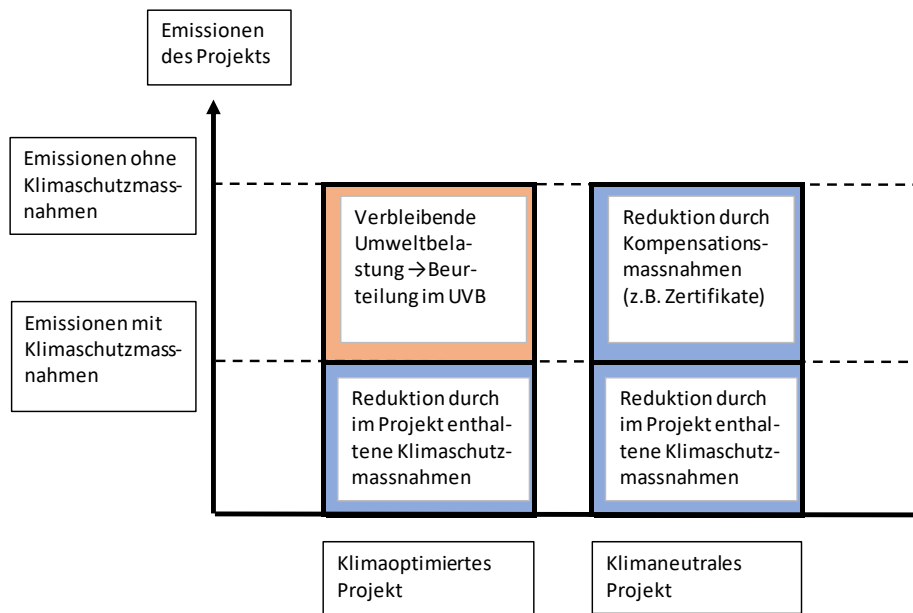 Emissionen
des Projekts
Emissionen ohne
Klimaschutzmass-
nahmen
Emissionen mit
Klimaschutzmass-
nahmen
Verbleibende
Umweltbela-
stung → Beur-
teilung im UVB
Reduktion durch
Kompensations-
massnahmen
(z.B. Zertifikate)
Reduktion durch
im Projekt enthal-
tene Klimaschutz-
massnahmen
Reduktion durch
im Projekt enthal-
tene Klimaschutz-
massnahmen
Klimaoptimiertes
Projekt
Klimaneutrales
Projekt